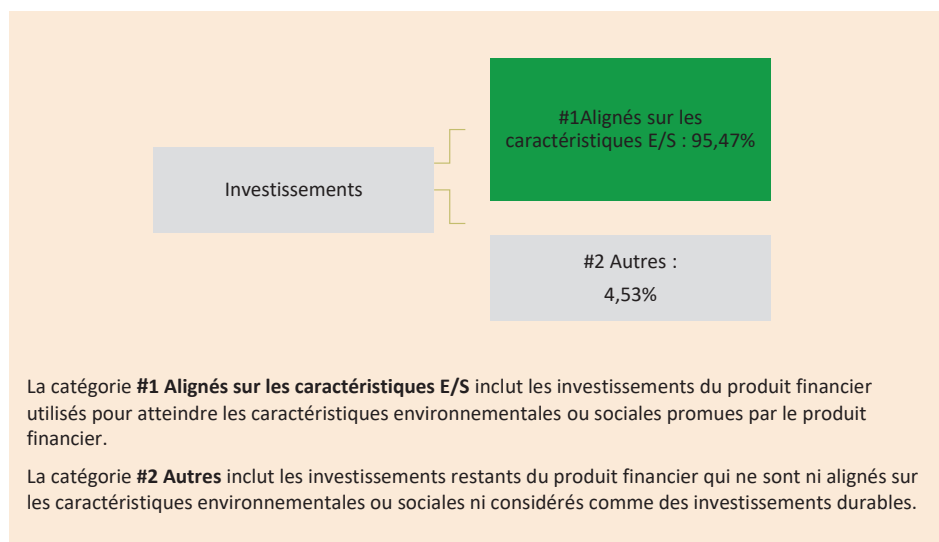 #1Alignés sur les
caractéristiques E/S : 95,47%
Investissements
#2 Autres :
4,53%
La catégorie #1 Alignés sur les caractéristiques E/S inclut les investissements du produit financier
utilisés pour atteindre les caractéristiques environnementales ou sociales promues par le produit
financier.
La catégorie #2 Autres inclut les investissements restants du produit financier qui ne sont ni alignés sur
les caractéristiques environnementales ou sociales ni considérés comme des investissements durables.